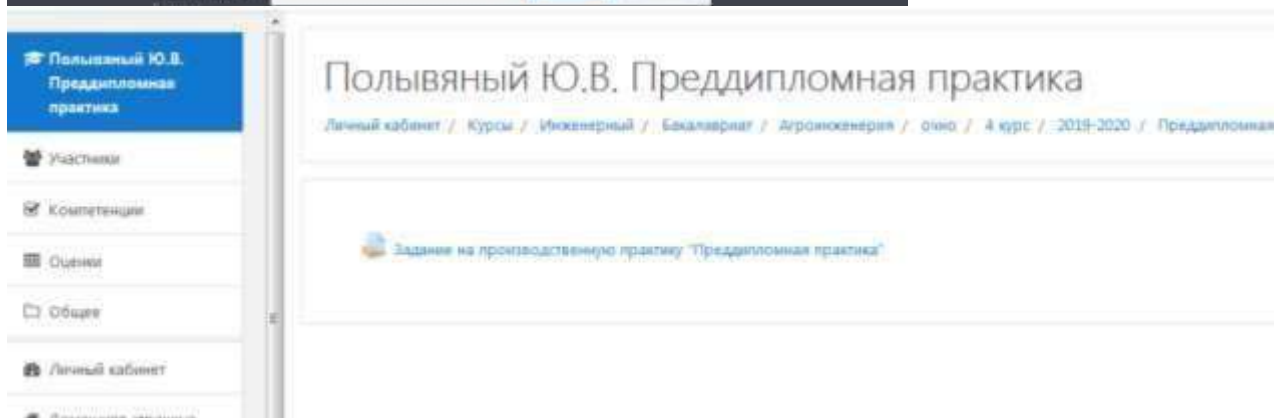 Полывяный Ю.В.
Преддипломная
практика
Участники
Компетенции
Оценки
Общее
Личный кабинет
Полывяный Ю.В. Преддипломная практика
Личный кабинет / Курсы / Инженерный / Бакалавриат / Агроинженерия / очно / 4 курс / 2019-2020 / Преддипломная
Задание на производственную практику "Преддипломная практика"